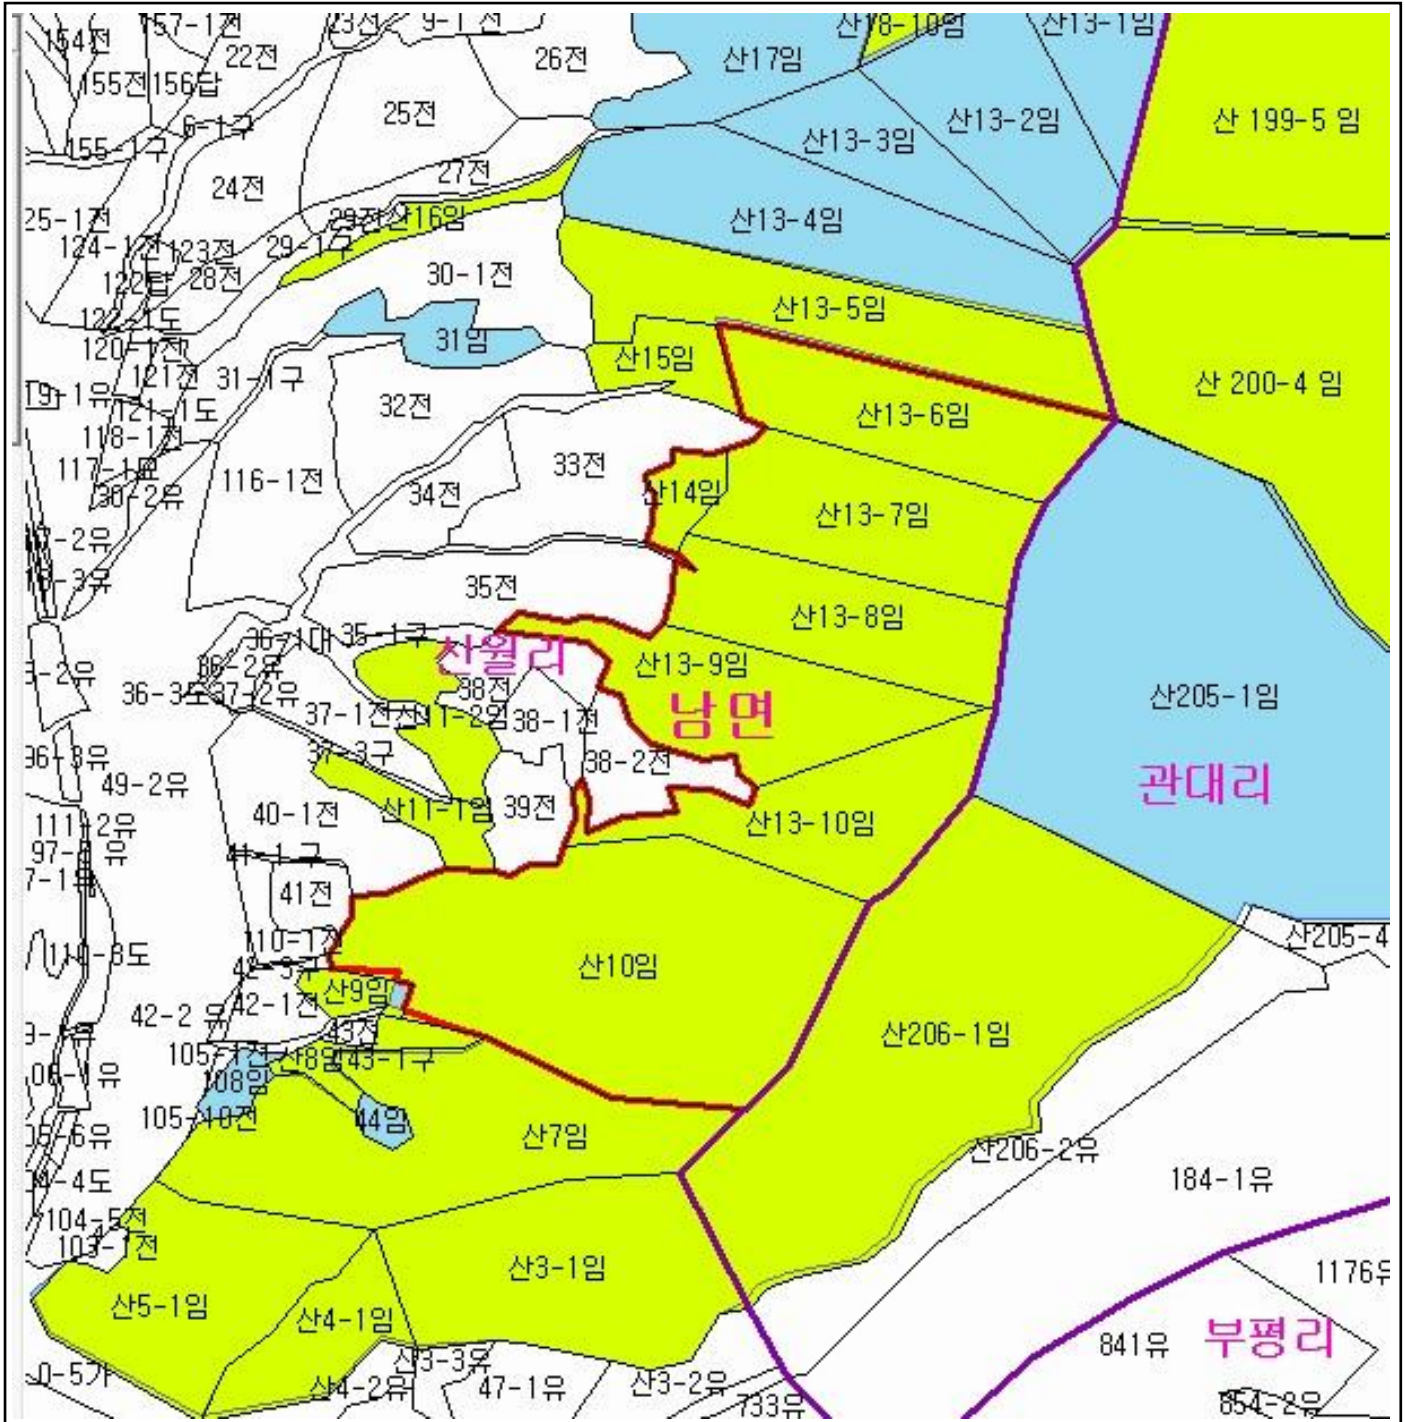 154전
157-1전
23전
9-1전
산18-10임
산13-1임
22전
26전
산17임
155전
156답
25전
산13-2임
산 199-5 임
6-1구
산13-3임
155-1구
27전
24전
29전
산16임
산13-4임
25-1전
124-1전
123전
29-1구
122답
28전
30-1전
산13-5임
122-1도
31임
120-1전
산15임
121전
31-1구
산 200-4 임
19-1유
121-1도
32전
산13-6임
118-1전
117-1묘
33전
116-1전
34전
산14임
30-2유
산13-7임
35전
산13-8임
36-1대
35-1구
신월리
산13-9임
36-2유
38전
36-3도
37-2유
산205-1임
37-1전
산11-2임
38-1전
남면
37-3구
38-2전
49-2유
관대리
40-1전
산11-1임
39전
산13-10임
111-2유
41-1구
41전
110-1전
산205-4
산10임
산9임
42-1전
42-2 유
43전
산206-1임
105-1전
산8임
43-1구
108임
105-10전
44임
산7임
산206-2유
184-1유
104-5전
103-1전
산3-1임
1176유
산5-1임
산4-1임
부평리
841유
산3-3유
산4-2유
47-1유
산3-2유
733유
854-2유